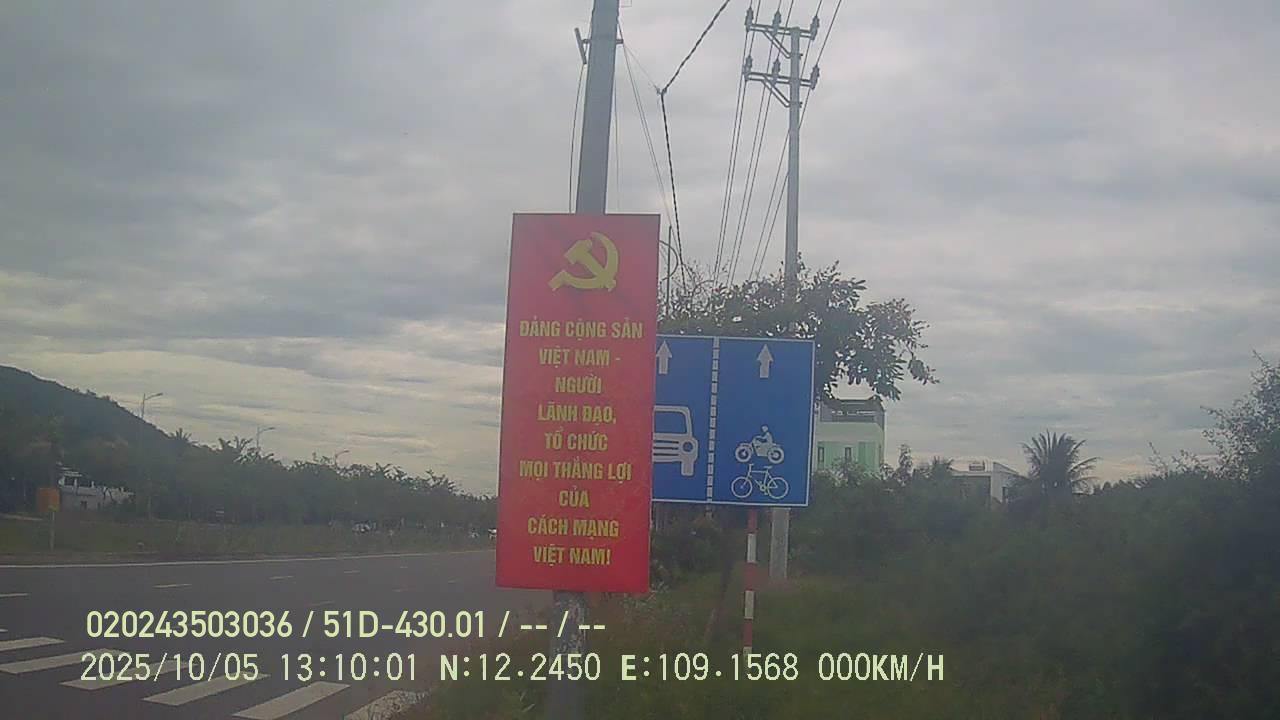 ĐẢNG CỘNG SẢN
VIỆT NAM -
NGƯỜI
LÃNH ĐẠO,
TỔ CHỨC
MỌI THẮNG LỢI
CỦA
CÁCH MẠNG
VIỆT NAM!
020243503036 / 51D-430.01 / -- / --
2025/10/05 13:10:01 N:12.2450 E:109.1568 000KM/H